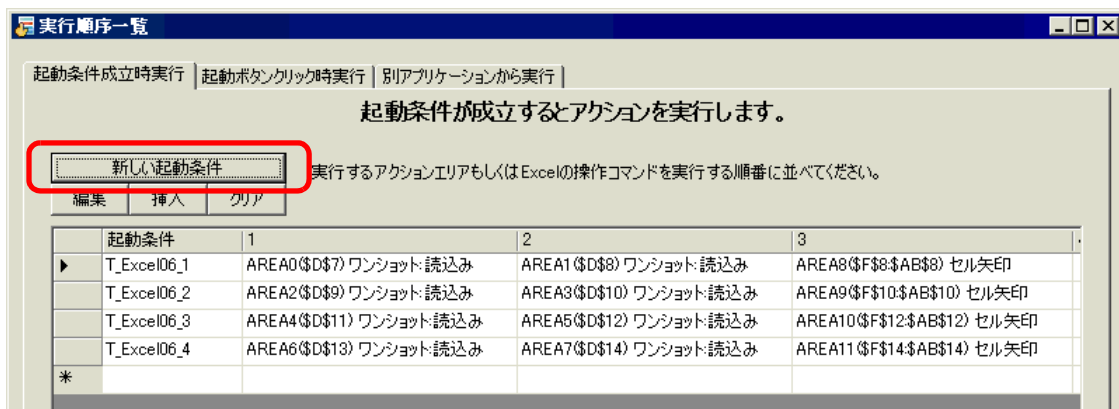 実行順序一覧
起動条件成立時実行 起動ボタンクリック時実行 別アプリケーションから実行
起動条件が成立するとアクションを実行します。
新しい起動条件
実行するアクションエリアもしくはExcelの操作コマンドを実行する順番に並べてください。
編集 挿入 クリア
起動条件 1 2 3
T_Excel06_1 AREA0($D$7) ワンショット:読込み AREA1($D$8) ワンショット:読込み AREA8($F$8:$AB$8) セル矢印
T_Excel06_2 AREA2($D$9) ワンショット:読込み AREA3($D$10) ワンショット:読込み AREA9($F$10:$AB$10) セル矢印
T_Excel06_3 AREA4($D$11) ワンショット:読込み AREA5($D$12) ワンショット:読込み AREA10($F$12:$AB$12) セル矢印
T_Excel06_4 AREA6($D$13) ワンショット:読込み AREA7($D$14) ワンショット:読込み AREA11($F$14:$AB$14) セル矢印